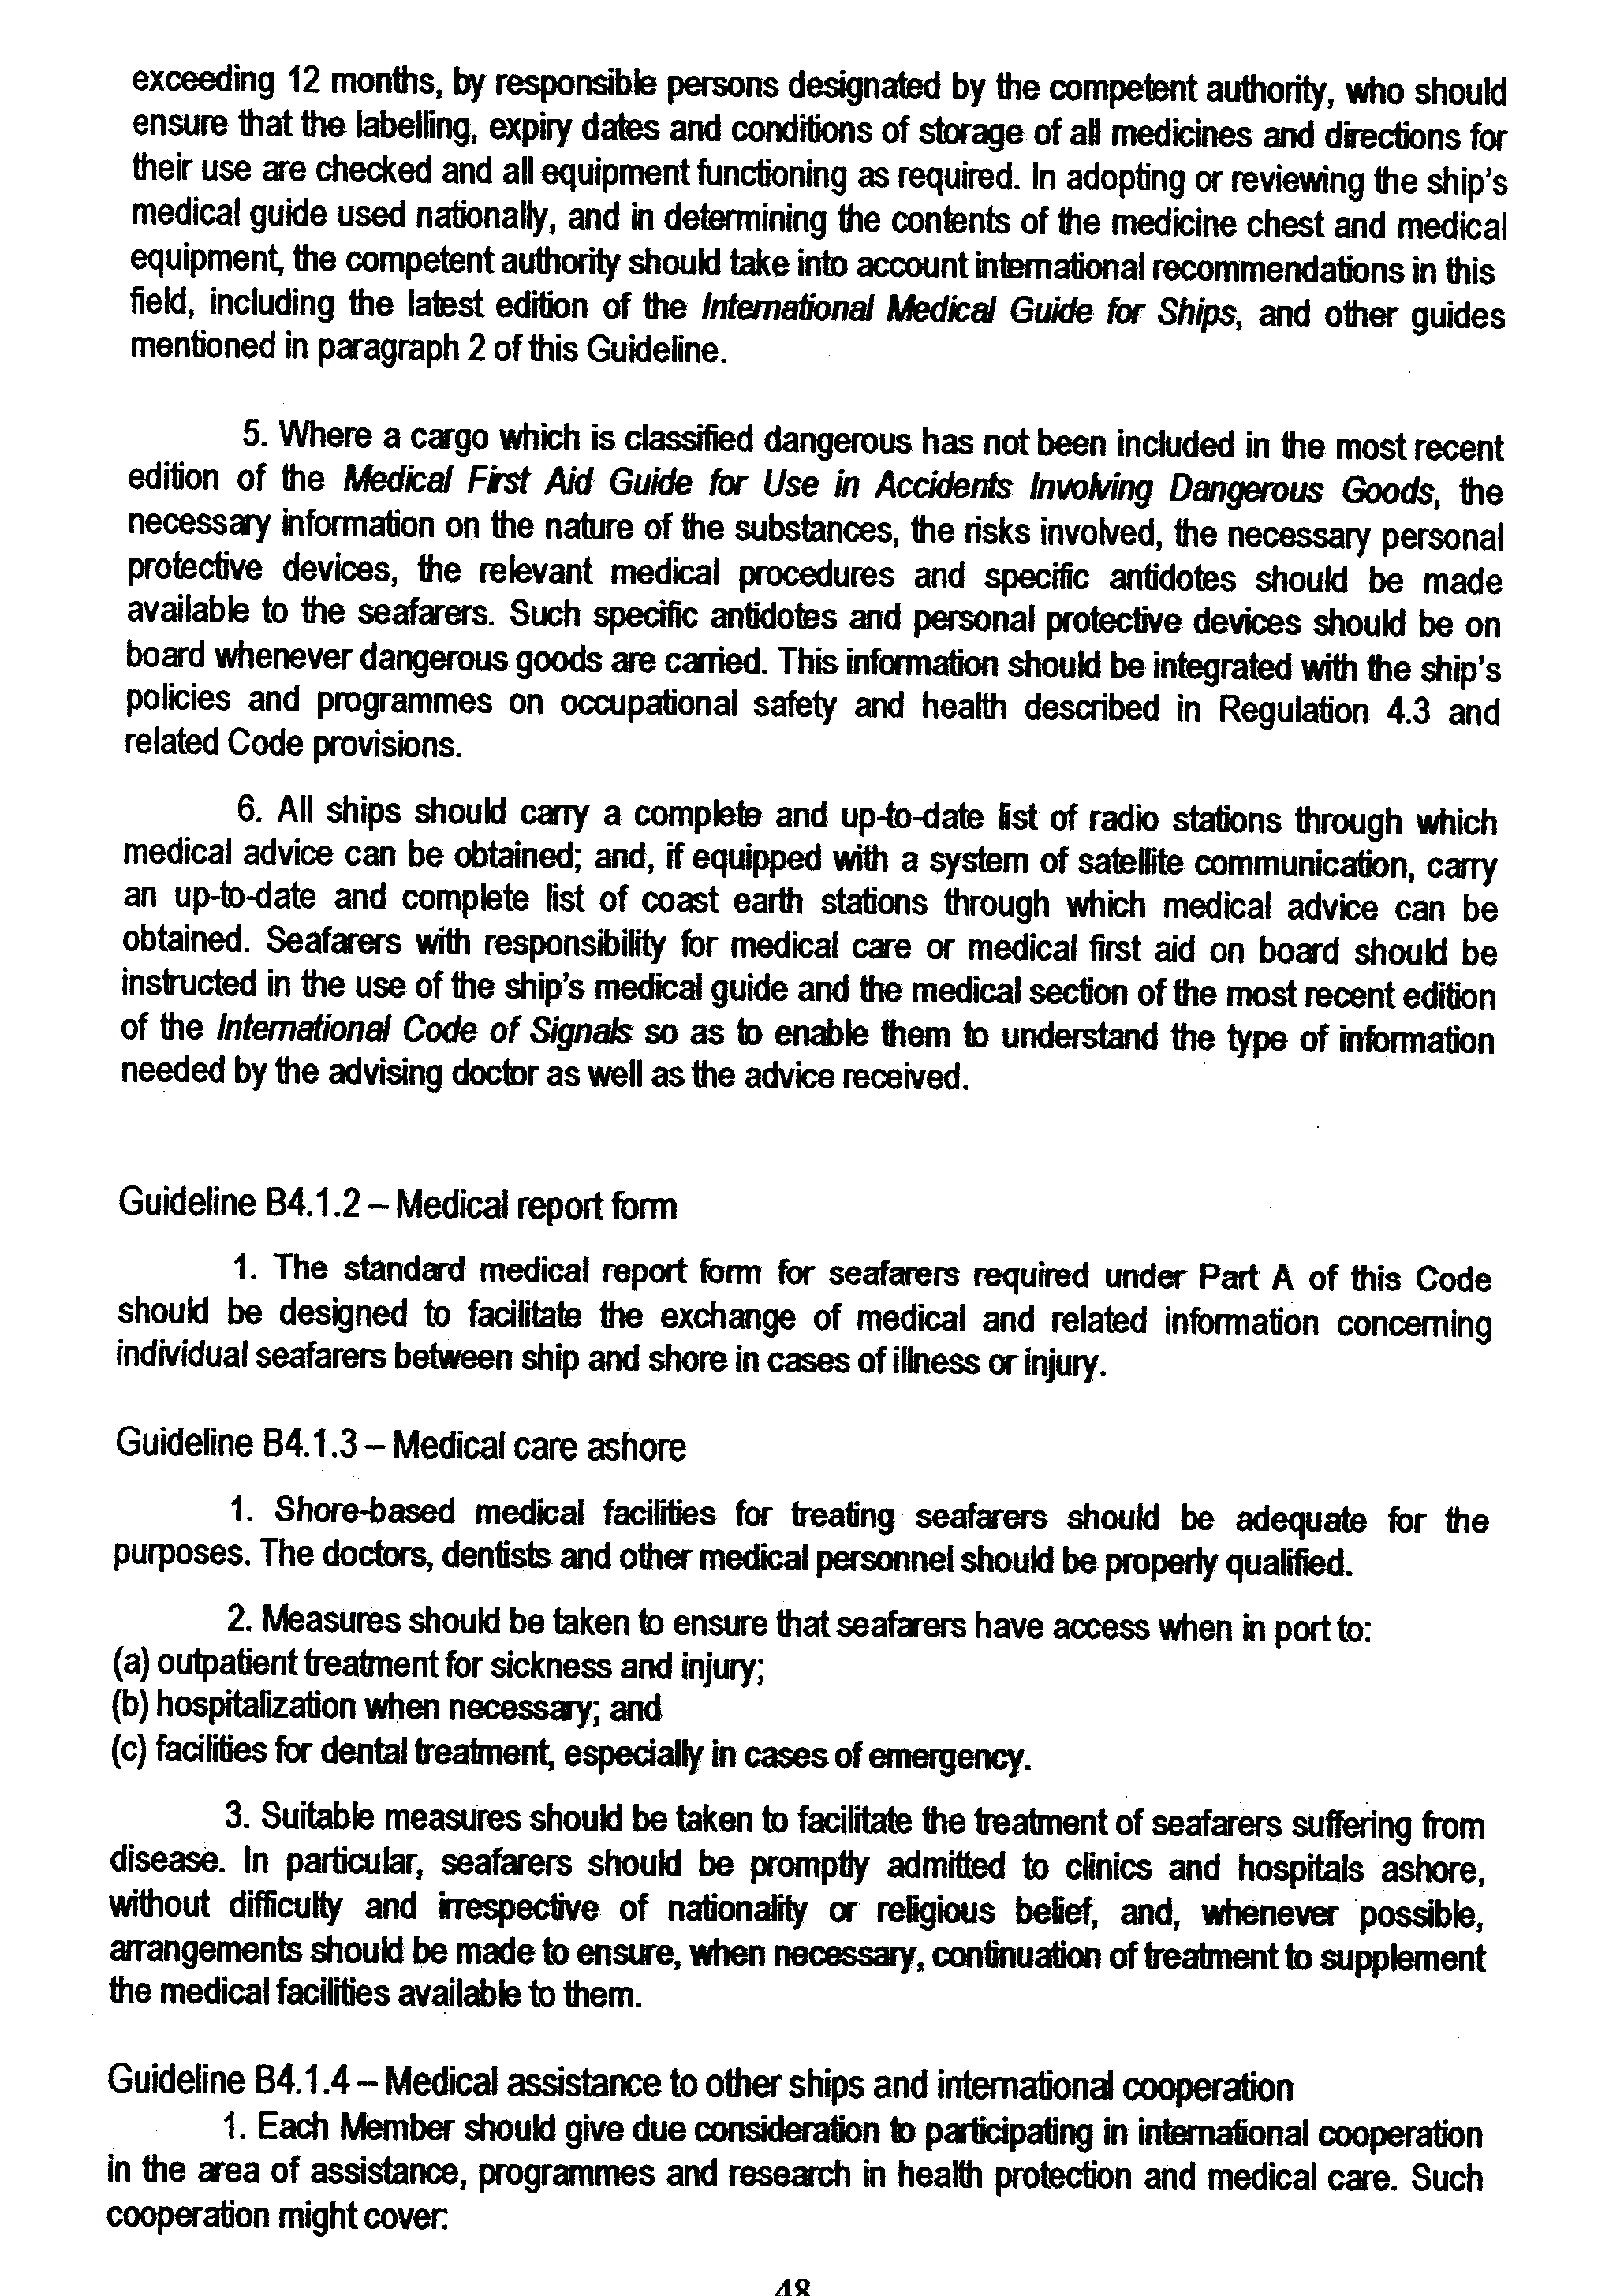 exceeding 12 months, by responsible persons designated by the competent authority, who should
ensure that the labelling, expiry dates and conditions of storage of all medicines and directions for
their use are checked and all equipment functioning as required. In adopting or reviewing the ship's
medical guide used nationally, and in determining the contents of the medicine chest and medical
equipment, the competent authority should take into account international recommendations in this
field, including the latest edition of the International Medical Guide for Ships, and other guides
mentioned in paragraph 2 of this Guideline.
5. Where a cargo which is classified dangerous has not been included in the most recent
edition of the Medical First Aid Guide for Use in Accidents Involving Dangerous Goods, the
necessary information on the nature of the substances, the risks involved, the necessary personal
protective devices, the relevant medical procedures and specific antidotes should be made
available to the seafarers. Such specific antidotes and personal protective devices should be on
board whenever dangerous goods are carried. This information should be integrated with the ship's
policies and programmes on occupational safety and health described in Regulation 4.3 and
related Code provisions.
6. All ships should carry a complete and up-to-date list of radio stations through which
medical advice can be obtained; and, if equipped with a system of satellite communication, carry
an up-to-date and complete list of coast earth stations through which medical advice can be
obtained. Seafarers with responsibility for medical care or medical first aid on board should be
instructed in the use of the ship's medical guide and the medical section of the most recent edition
of the International Code of Signals so as to enable them to understand the type of information
needed by the advising doctor as well as the advice received.
Guideline B4.1.2 – Medical report form
1. The standard medical report form for seafarers required under Part A of this Code
should be designed to facilitate the exchange of medical and related information concerning
individual seafarers between ship and shore in cases of illness or injury.
Guideline B4.1.3 – Medical care ashore
1. Shore-based medical facilities for treating seafarers should be adequate for the
purposes. The doctors, dentists and other medical personnel should be properly qualified.
2. Measures should be taken to ensure that seafarers have access when in port to:
(a) outpatient treatment for sickness and injury;
(b) hospitalization when necessary; and
(c) facilities for dental treatment, especially in cases of emergency.
3. Suitable measures should be taken to facilitate the treatment of seafarers suffering from
disease. In particular, seafarers should be promptly admitted to clinics and hospitals ashore,
without difficulty and irrespective of nationality or religious belief, and, whenever possible,
arrangements should be made to ensure, when necessary, continuation of treatment to supplement
the medical facilities available to them.
Guideline B4.1.4 – Medical assistance to other ships and international cooperation
1. Each Member should give due consideration to participating in international cooperation
in the area of assistance, programmes and research in health protection and medical care. Such
cooperation might cover:
48